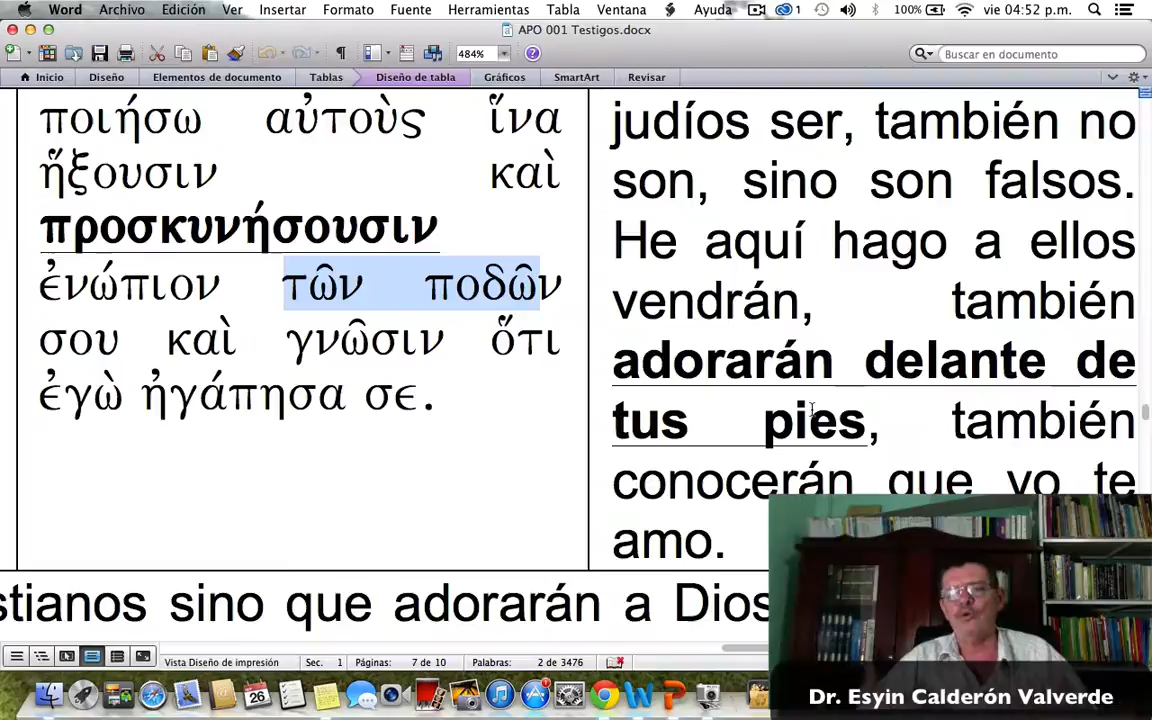 Word Archivo Edición Ver Insertar Formato Fuente Herramientas Tabla Ventana Ayuda 1 100% vie 04:52 p.m.
APO 001 Testigos.docx
484% Buscar en documento
Inicio Diseño Elementos de documento Tablas Diseño de tabla Gráficos SmartArt Revisar
ποιήσω αὐτοὺς ἵνα
ἥξουσιν καὶ
προσκυνήσουσιν
ἐνώπιον τῶν ποδῶν
σου καὶ γνῶσιν ὅτι
ἐγὼ ἠγάπησα σε.
judíos ser, también no
son, sino son falsos.
He aquí hago a ellos
vendrán, también
adorarán delante de
tus pies, también
conocerán que yo te
amo.
stianos sino que adorarán a Dios
Vista Diseño de impresión Sec. 1 Páginas: 7 de 10 Palabras: 2 de 3476
26
Dr. Esyin Calderón Valverde